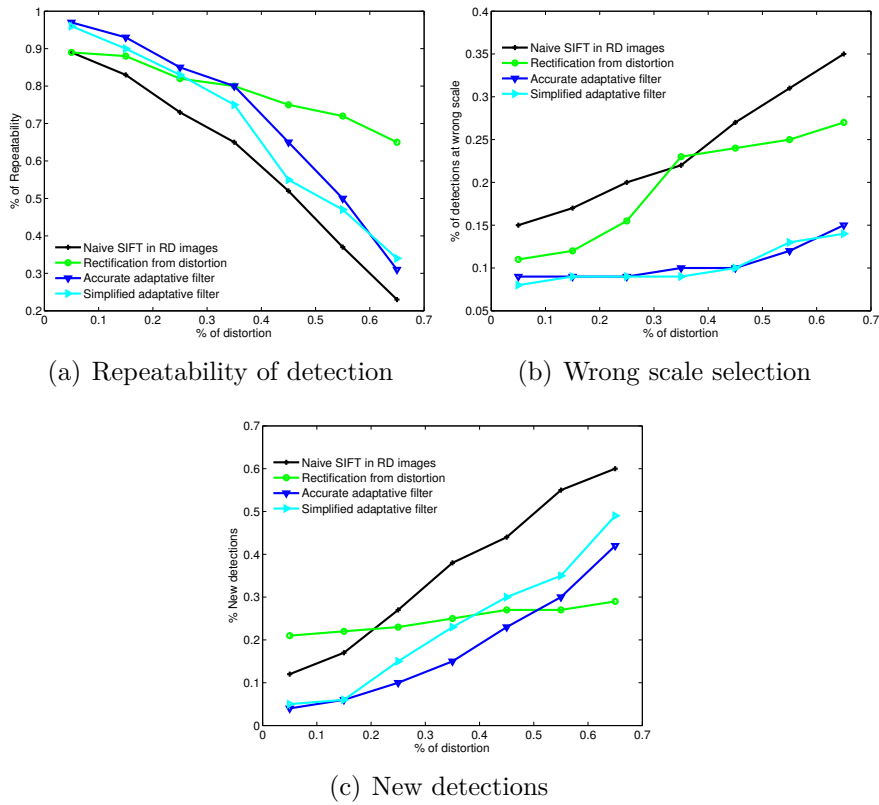 1
0.9
0.8
0.7
0.6
0.5
0.4
0.3
0.2
% of Repeatability
Naive SIFT in RD images
Rectification from distortion
Accurate adaptative filter
Simplified adaptative filter
0 0.1 0.2 0.3 0.4 0.5 0.6 0.7
% of distortion
(a) Repeatability of detection
0.4
0.35
0.3
0.25
0.2
0.15
0.1
0.05
% of detections at wrong scale
Naive SIFT in RD images
Rectification from distortion
Accurate adaptative filter
Simplified adaptative filter
0 0.1 0.2 0.3 0.4 0.5 0.6 0.7
% of distortion
(b) Wrong scale selection
0.7
0.6
0.5
0.4
0.3
0.2
0.1
0
% New detections
Naive SIFT in RD images
Rectification from distortion
Accurate adaptative filter
Simplified adaptative filter
0 0.1 0.2 0.3 0.4 0.5 0.6 0.7
% of distortion
(c) New detections